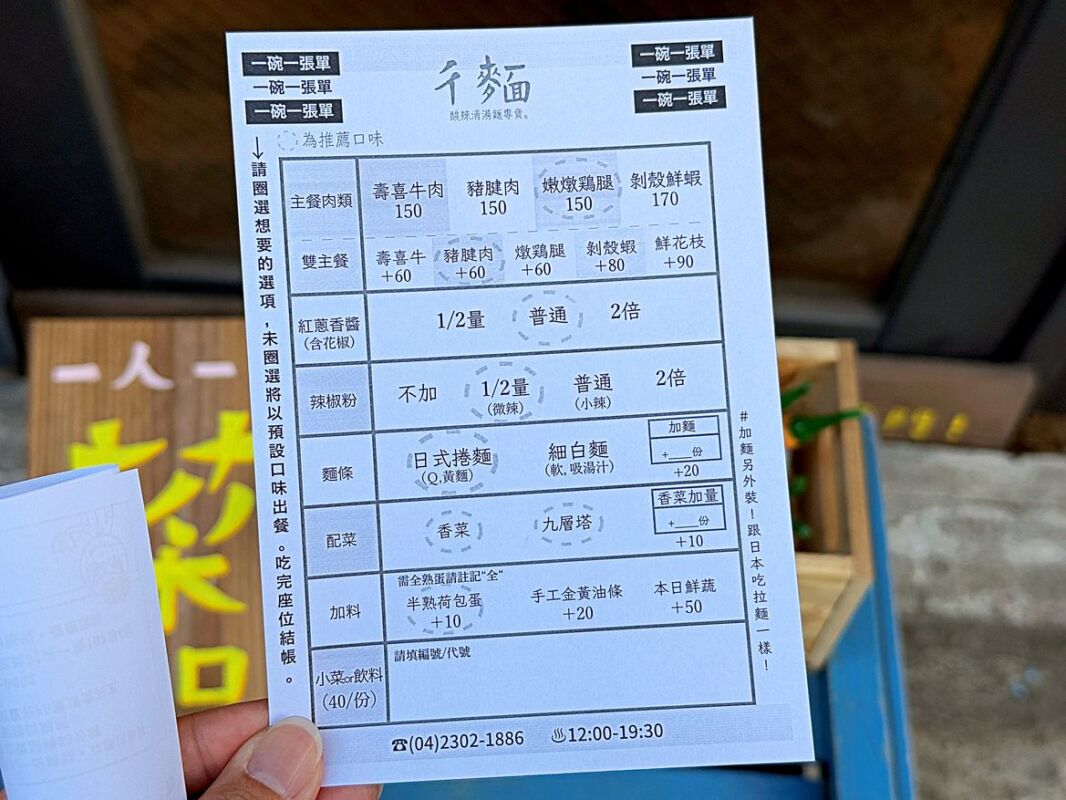 一碗一張單
一碗一張單
一碗一張單
千麵
酸辣清湯麵專賣。
一碗一張單
一碗一張單
一碗一張單
為推薦口味
↓請圈選想要的選項,未圈選將以預設口味出餐。吃完座位結帳。
主餐肉類 壽喜牛肉 豬腱肉 嫩燉鶏腿 剝殼鮮蝦
150 150 150 170
雙主餐 壽喜牛 豬腱肉 燉鶏腿 剝殼蝦 鮮花枝
+60 +60 +60 +80 +90
紅蔥香醬 1/2量 普通 2倍
(含花椒)
辣椒粉 不加 1/2量 普通 2倍
(微辣) (小辣)
麵條 日式捲麵 細白麵 加麵
(Q,黃麵) (軟,吸湯汁) +___份
+20
配菜 香菜 九層塔 香菜加量
+___份
+10
需全熟蛋請註記"全"
加料 半熟荷包蛋 手工金黃油條 本日鮮蔬
+10 +20 +50
小菜or飲料 請填編號/代號
(40/份)
#加麵另外裝!跟日本吃拉麵一樣!
☎(04)2302-1886 ♨12:00-19:30
一人一